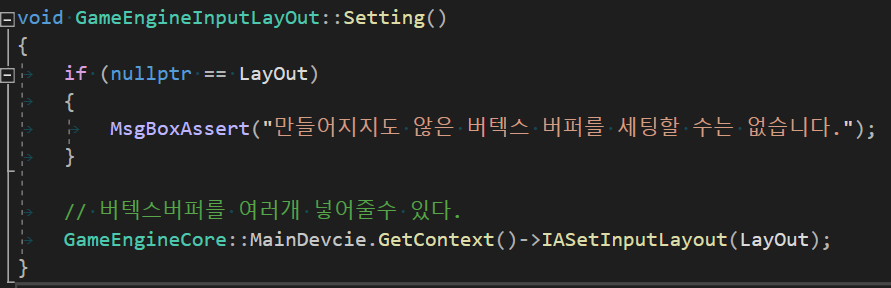 void GameEngineInputLayOut::Setting()
{
if (nullptr == LayOut)
{
MsgBoxAssert("만들어지지도 않은 버텍스 버퍼를 세팅할 수는 없습니다.");
}
// 버텍스버퍼를 여러개 넣어줄수 있다.
GameEngineCore::MainDevcie.GetContext()->IASetInputLayout(LayOut);
}